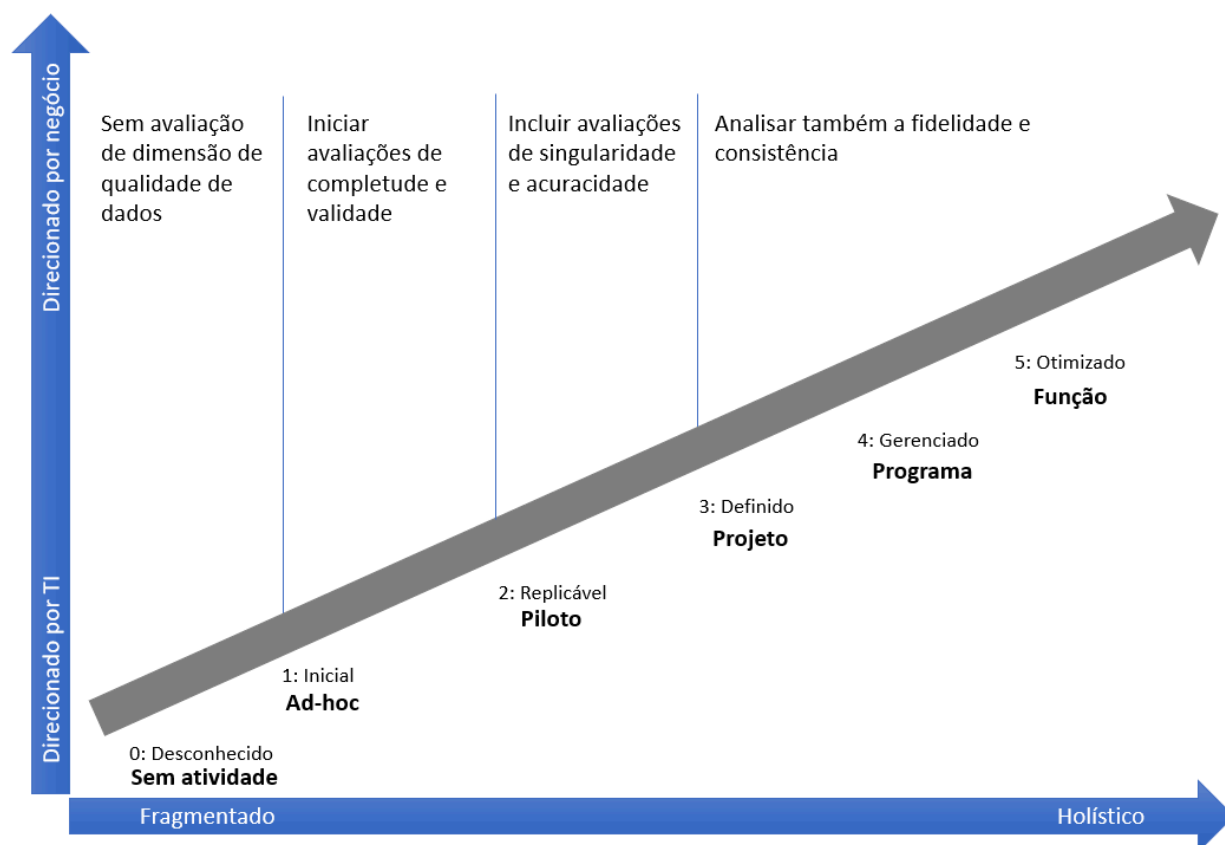 Direcionado por negócio
Direcionado por TI
Sem avaliação
de dimensão de
qualidade de
dados
Iniciar
avaliações de
completude e
validade
Incluir avaliações
de singularidade
e acuracidade
Analisar também a fidelidade e
consistência
5: Otimizado
Função
4: Gerenciado
Programa
3: Definido
Projeto
2: Replicável
Piloto
1: Inicial
Ad-hoc
0: Desconhecido
Sem atividade
Fragmentado
Holístico